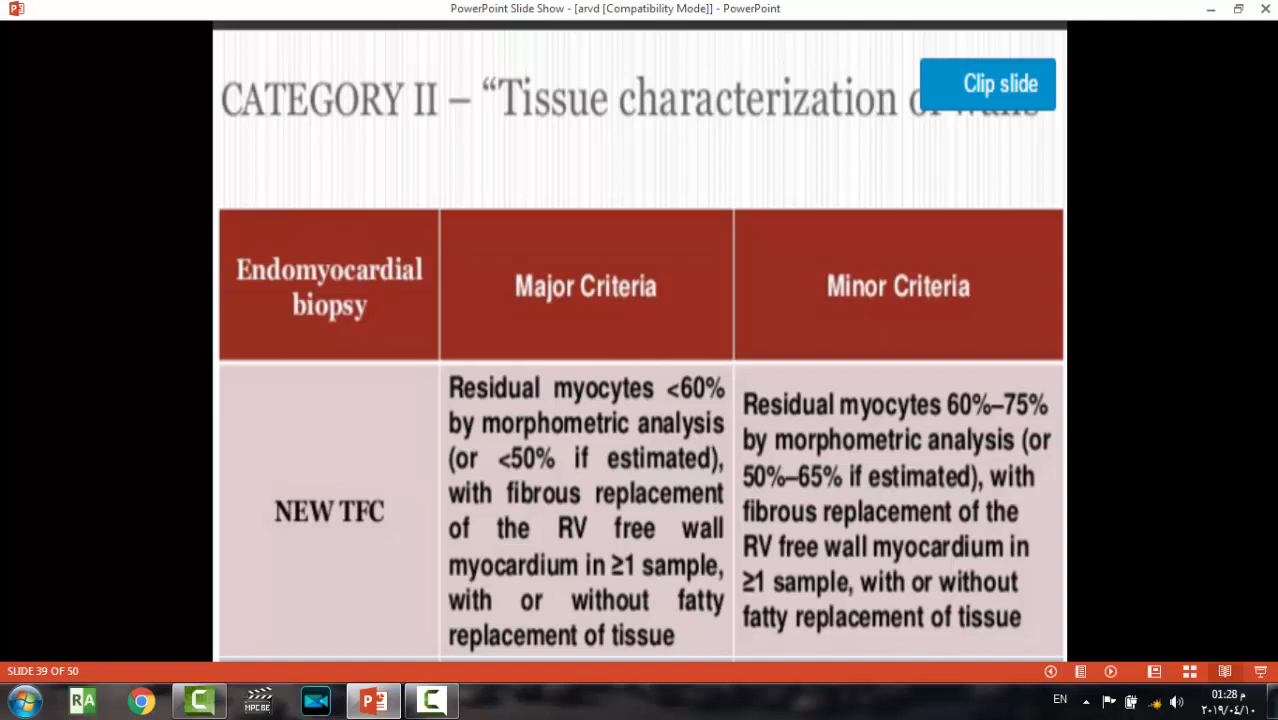 PowerPoint Slide Show - [arvd [Compatibility Mode]] - PowerPoint
CATEGORY II – “Tissue characterization
Clip slide
Endomyocardial
biopsy
Major Criteria
Minor Criteria
NEW TFC
Residual myocytes <60%
by morphometric analysis
(or <50% if estimated),
with fibrous replacement
of the RV free wall
myocardium in ≥1 sample,
with or without fatty
replacement of tissue
Residual myocytes 60%–75%
by morphometric analysis (or
50%–65% if estimated), with
fibrous replacement of the
RV free wall myocardium in
≥1 sample, with or without
fatty replacement of tissue
SLIDE 39 OF 50
RA
MPC BE
EN
01:28 م
٢٠١٩/٠٤/١٠